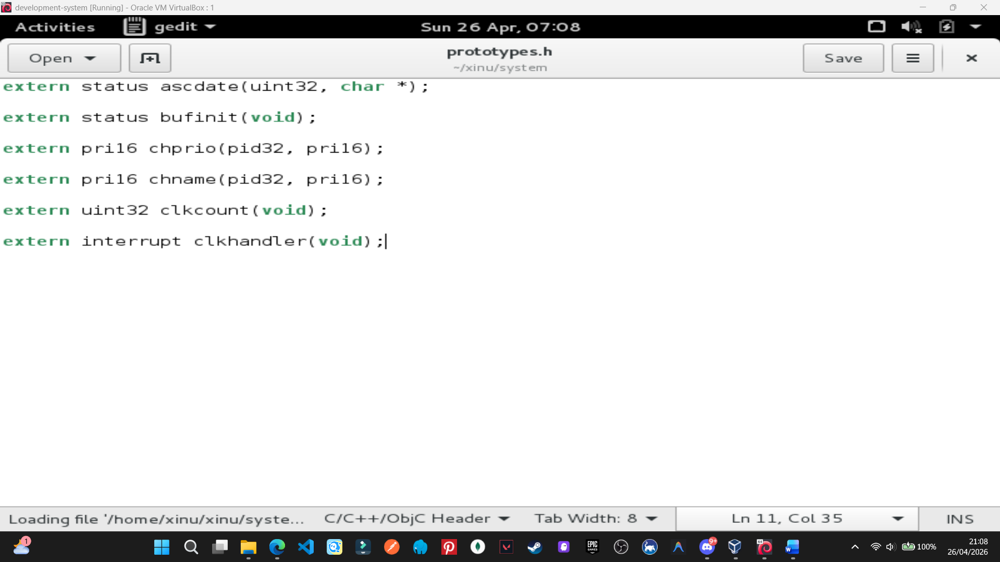 development-system [Running] - Oracle VM VirtualBox : 1
Activities gedit Sun 26 Apr, 07:08
Open prototypes.h Save
~/xinu/system
extern status ascdate(uint32, char *);
extern status bufinit(void);
extern pri16 chprio(pid32, pri16);
extern pri16 chname(pid32, pri16);
extern uint32 clkcount(void);
extern interrupt clkhandler(void);
Loading file '/home/xinu/xinu/syste... C/C++/ObjC Header Tab Width: 8 Ln 11, Col 35 INS
1 EPIC GAMES 9+ 64 W 100% 21:08
26/04/2026